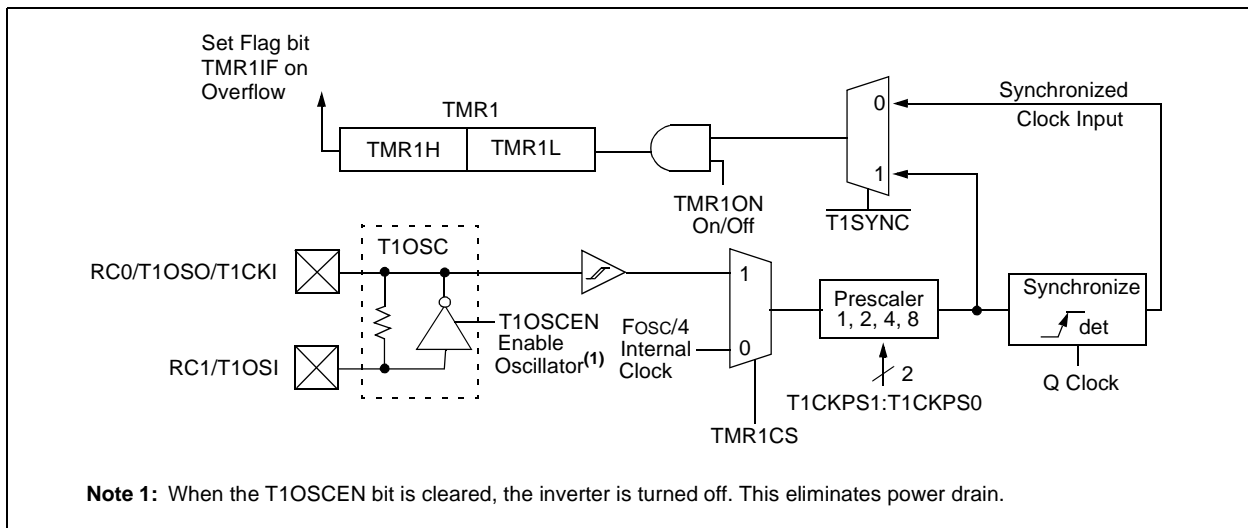 Set Flag bit
TMR1IF on
Overflow
TMR1
TMR1H
TMR1L
TMR1ON
On/Off
0
1
T1SYNC
Synchronized
Clock Input
T1OSC
RC0/T1OSO/T1CKI
RC1/T1OSI
T1OSCEN
Enable
Oscillator(1)
FOSC/4
Internal
Clock
1
0
TMR1CS
Prescaler
1, 2, 4, 8
2
T1CKPS1:T1CKPS0
Synchronize
det
Q Clock
Note 1: When the T1OSCEN bit is cleared, the inverter is turned off. This eliminates power drain.